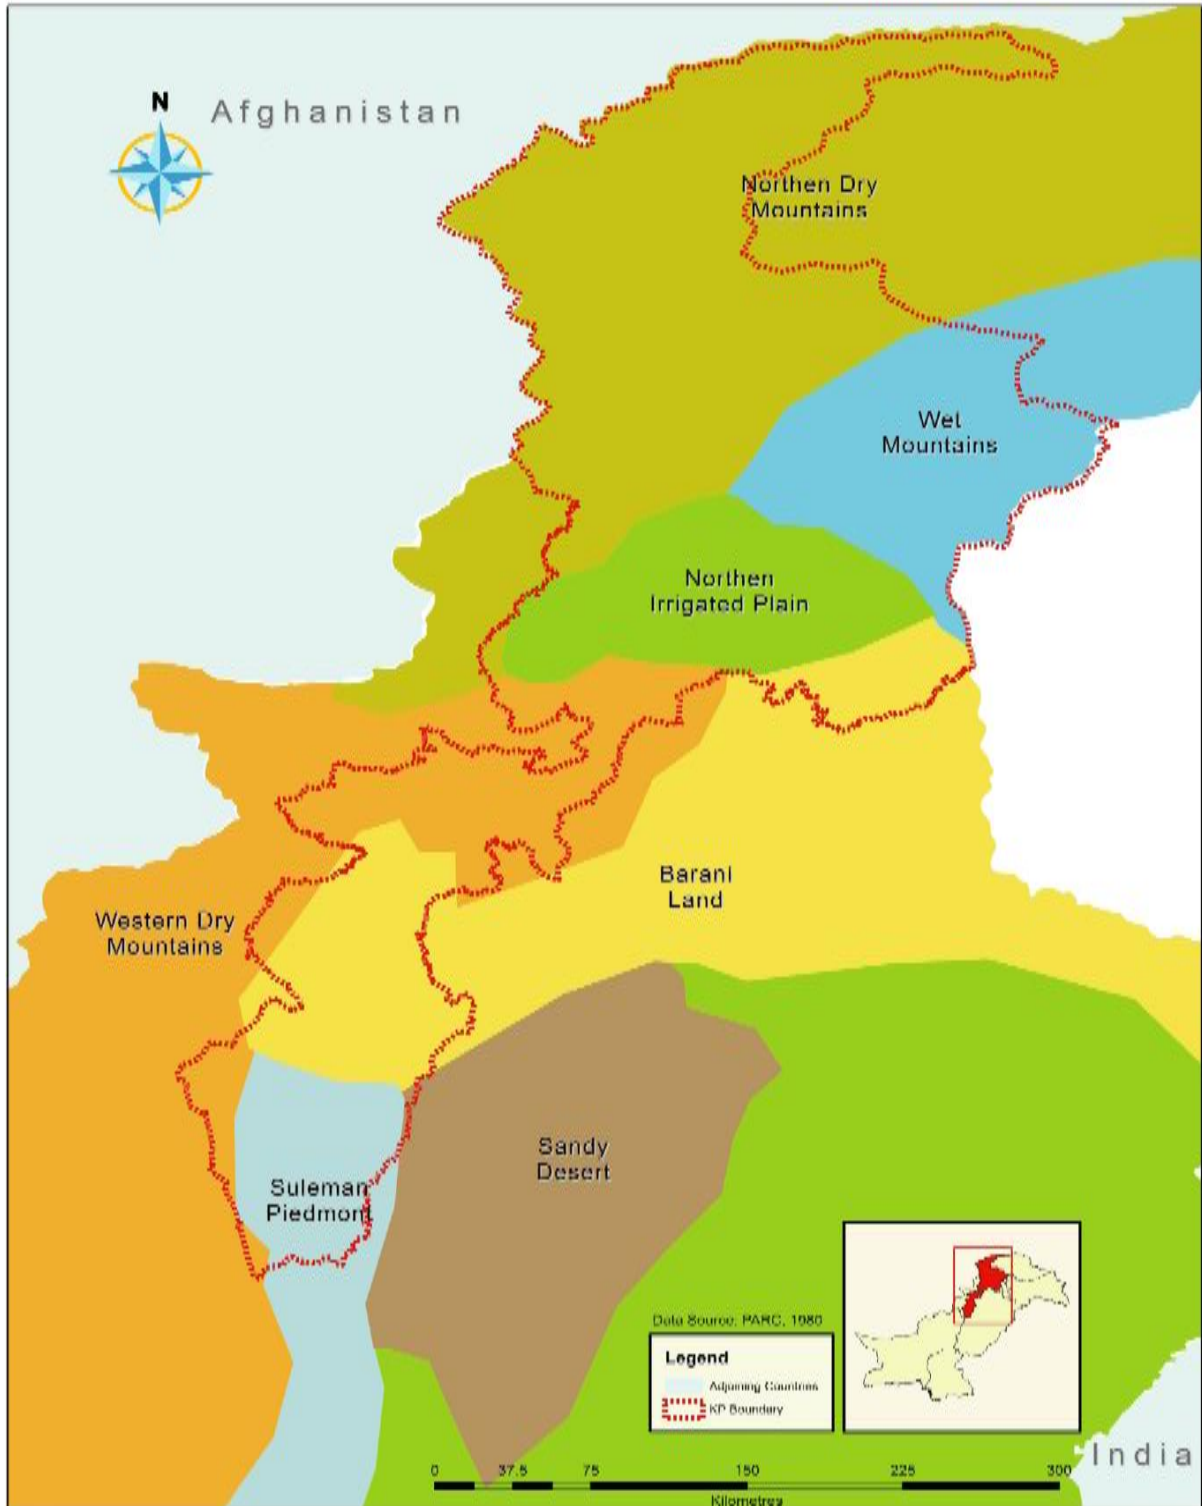 N
Afghanistan
Northen Dry
Mountains
Wet
Mountains
Northen
Irrigated Plain
Barani
Land
Western Dry
Mountains
Sandy
Desert
Suleman
Piedmont
Data Source: PARC, 1980
Legend
Adjoining Countries
KP Boundary
India
0 37.5 75 150 225 300
Kilometres